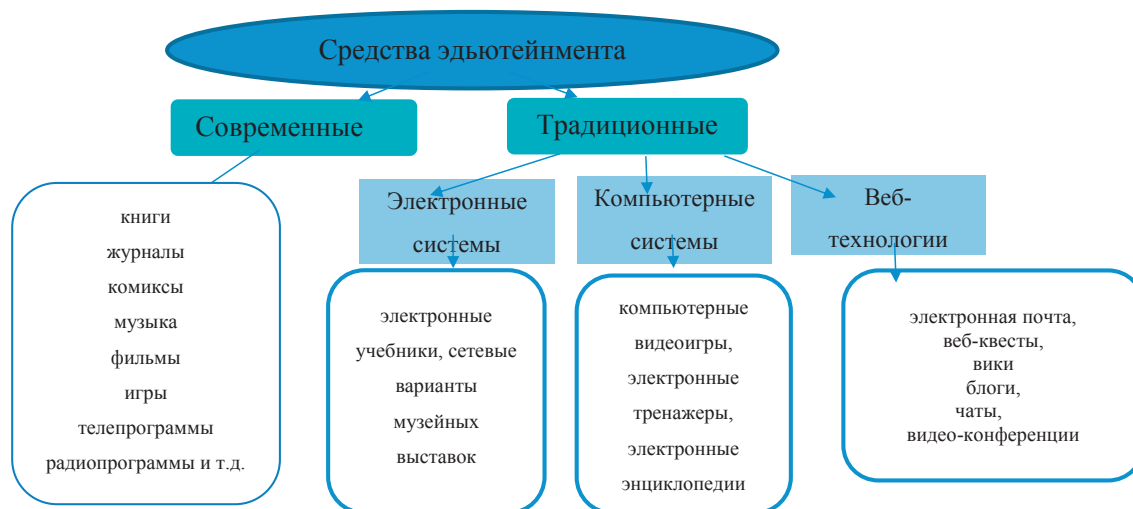 Средства эдьютейнмента
Современные
Традиционные
книги
журналы
комиксы
музыка
фильмы
игры
телепрограммы
радиопрограммы и т.д.
Электронные
системы
электронные
учебники, сетевые
варианты
музейных
выставок
Компьютерные
системы
компьютерные
видеоигры,
электронные
тренажеры,
электронные
энциклопедии
Веб-
технологии
электронная почта,
веб-квесты,
вики
блоги,
чаты,
видео-конференции